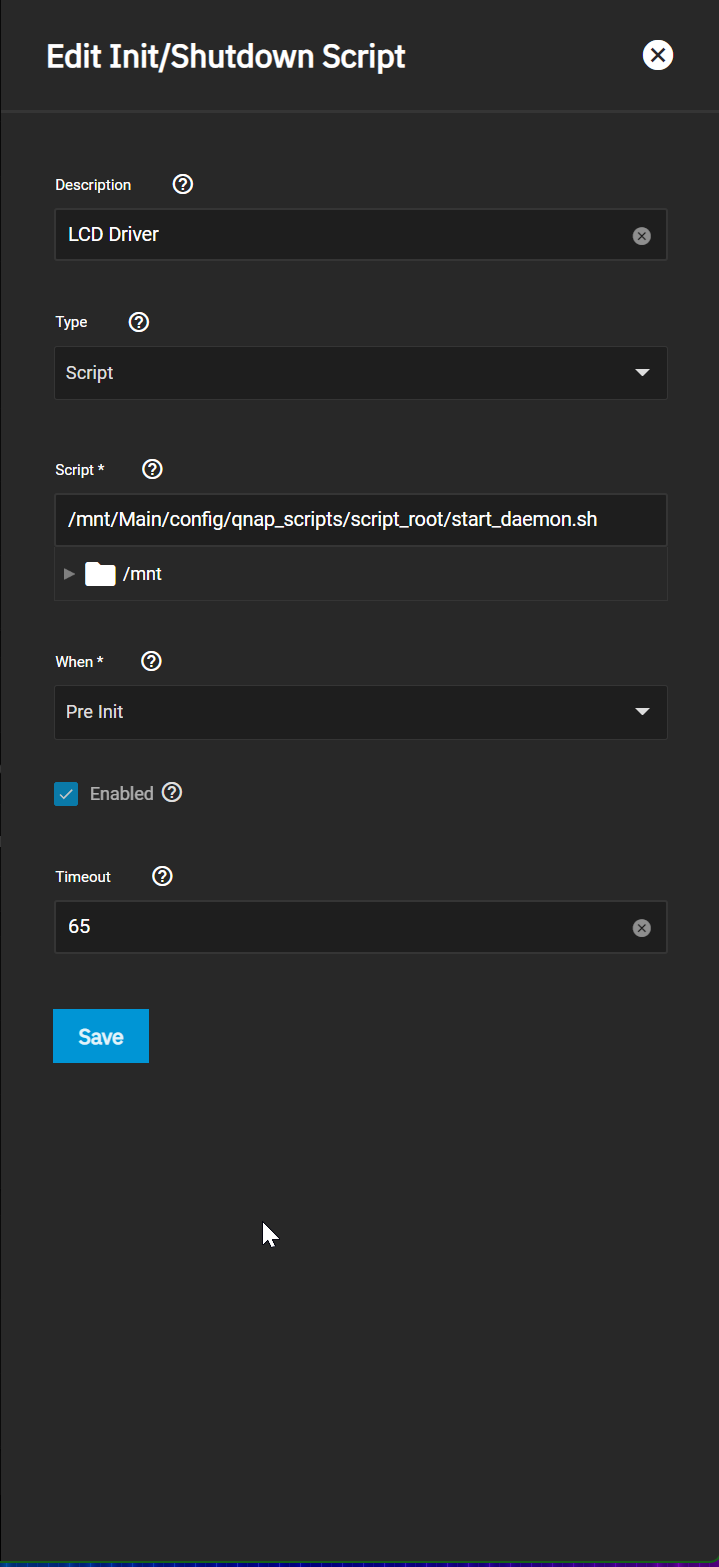 Edit Init/Shutdown Script
Description
LCD Driver
Type
Script
Script *
/mnt/Main/config/qnap_scripts/script_root/start_daemon.sh
/mnt
When *
Pre Init
Enabled
Timeout
65
Save